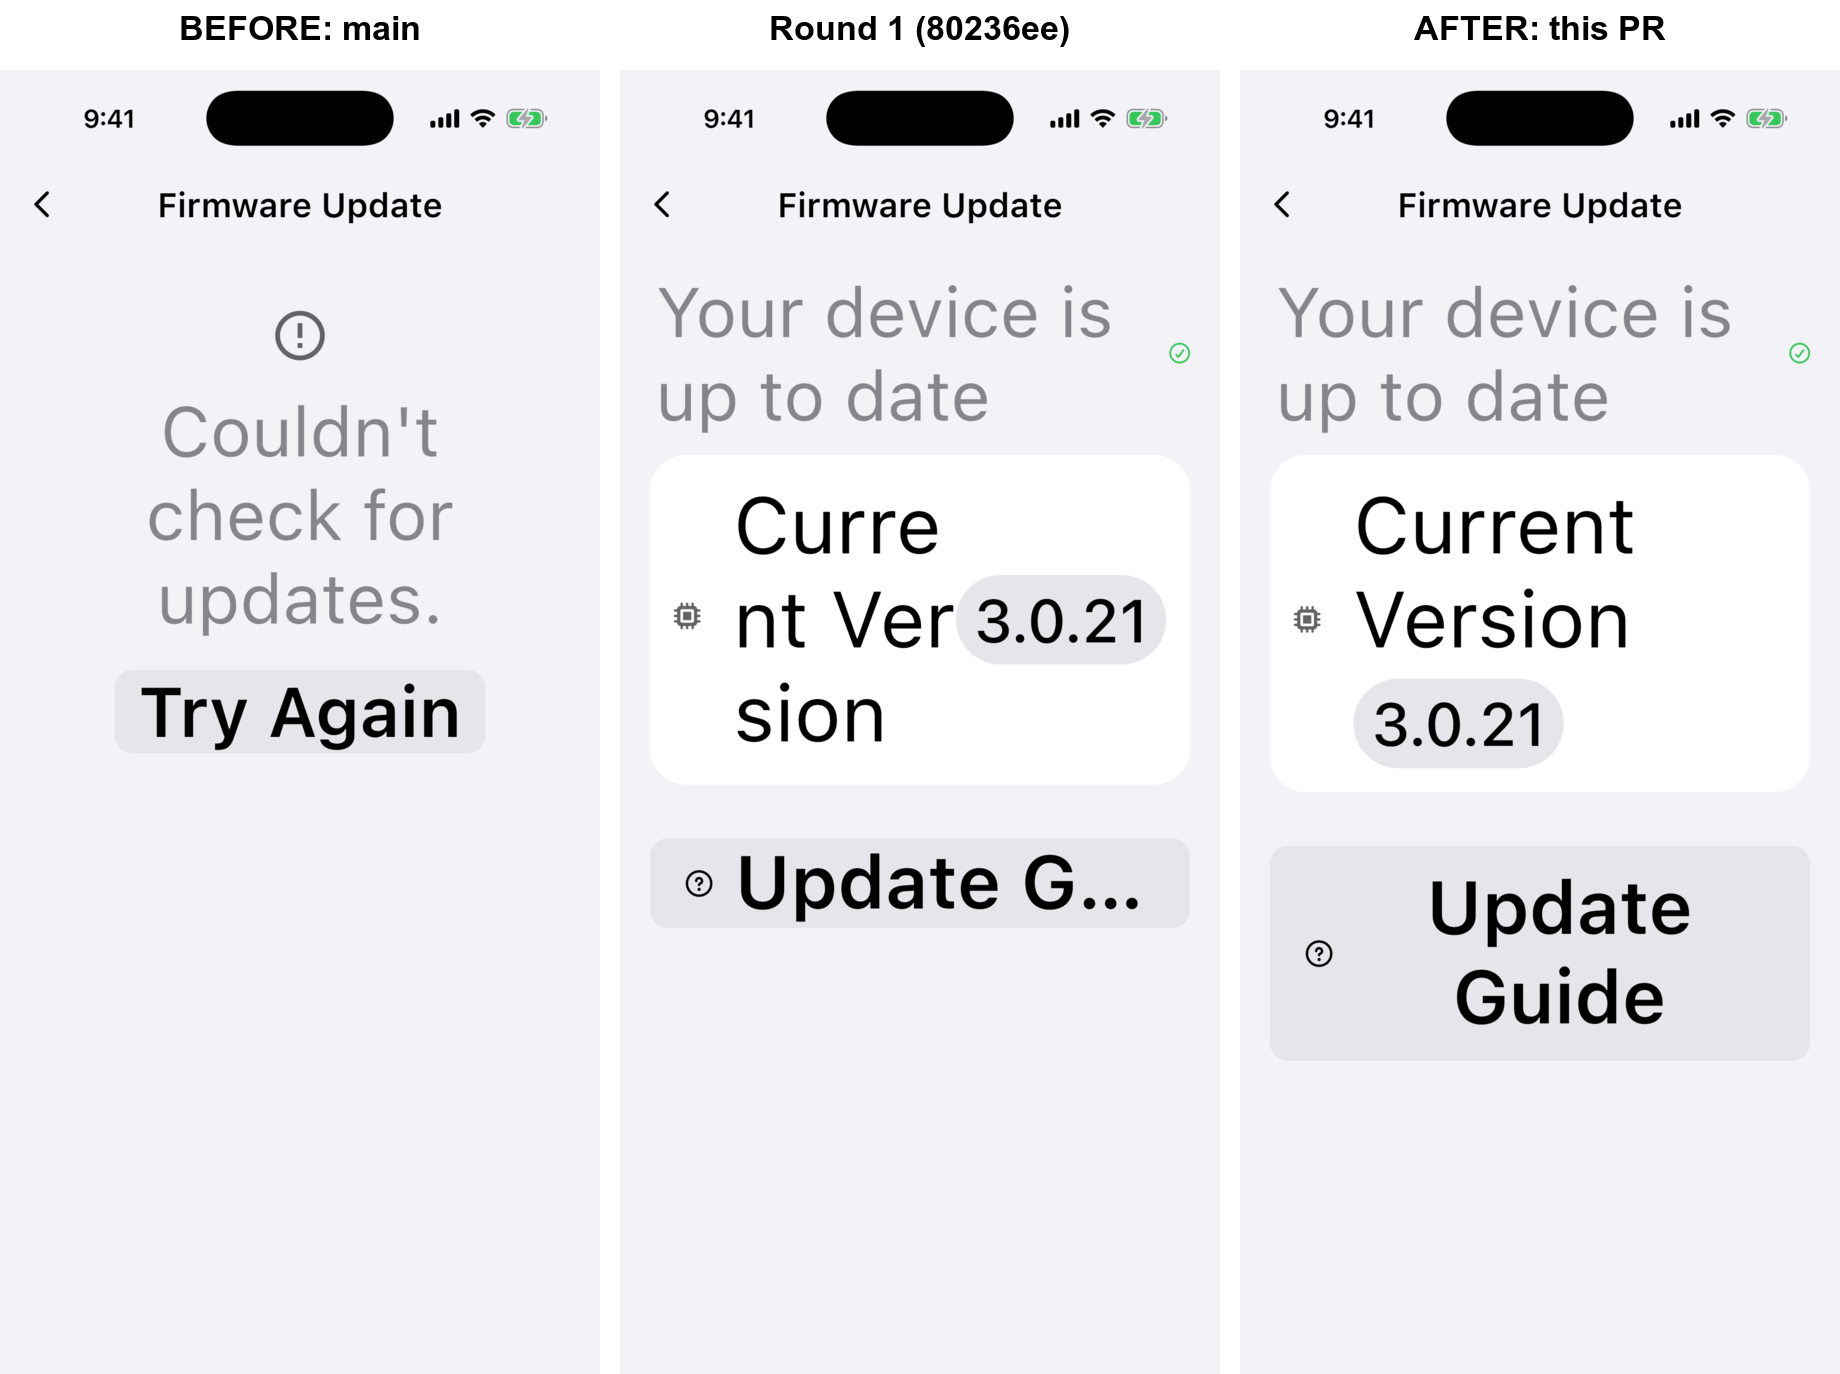 BEFORE: main
9:41
Firmware Update
Couldn't
check for
updates.
Try Again
Round 1 (80236ee)
9:41
Firmware Update
Your device is
up to date
Curre
nt Ver 3.0.21
sion
Update G...
AFTER: this PR
9:41
Firmware Update
Your device is
up to date
Current
Version
3.0.21
Update
Guide